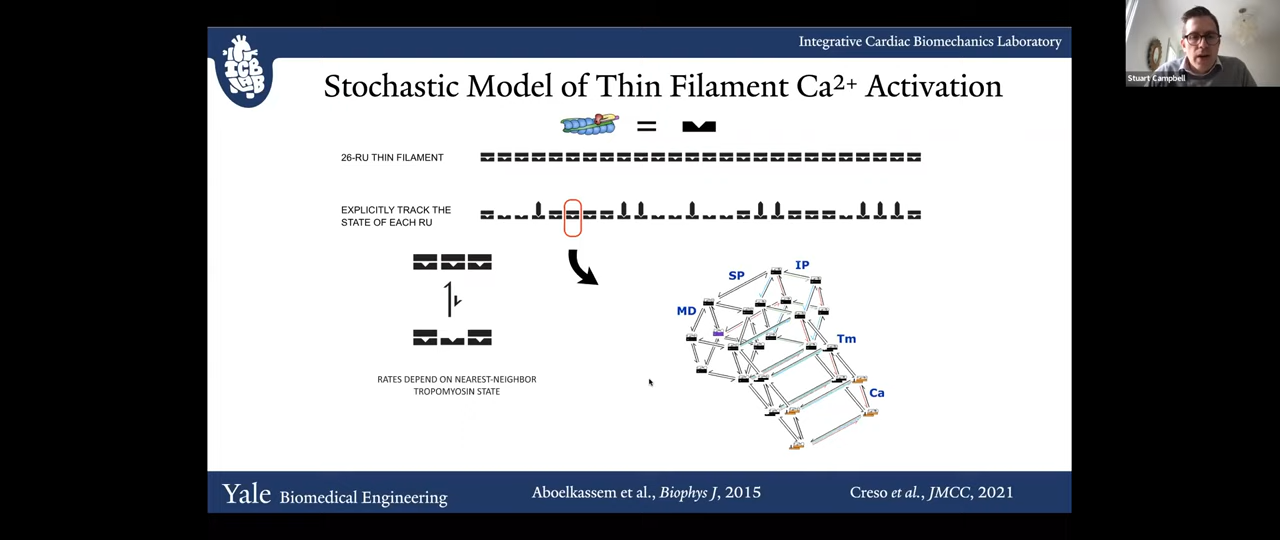 Integrative Cardiac Biomechanics Laboratory
ICB
LAB
Stuart Campbell
Stochastic Model of Thin Filament Ca2+ Activation
=
26-RU THIN FILAMENT
EXPLICITLY TRACK THE
STATE OF EACH RU
SP
IP
MD
Tm
Ca
RATES DEPEND ON NEAREST-NEIGHBOR
TROPOMYOSIN STATE
Yale Biomedical Engineering
Aboelkassem et al., Biophys J, 2015
Creso et al., JMCC, 2021